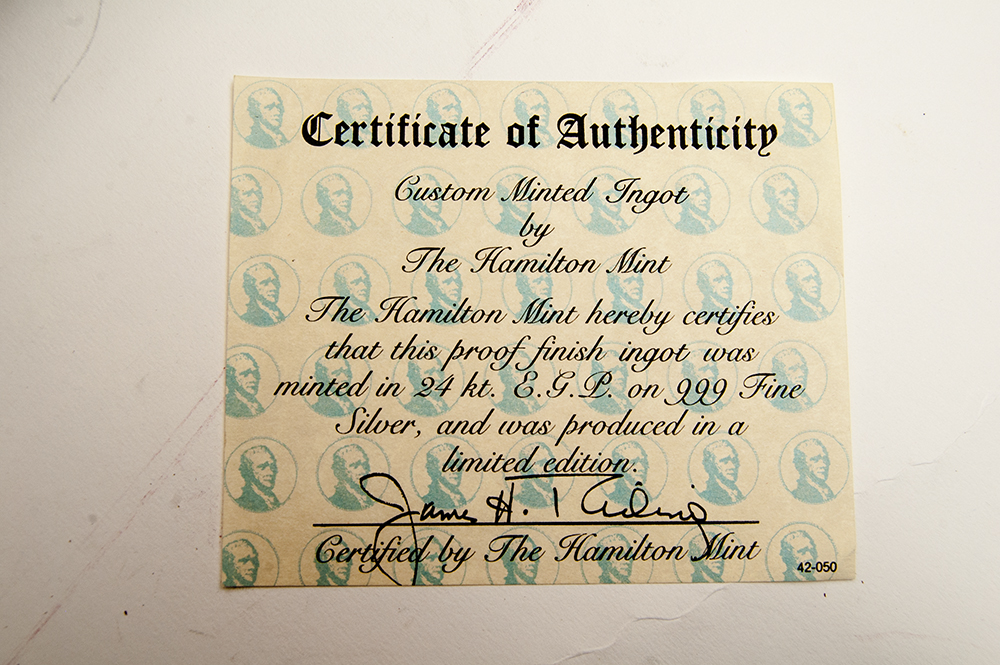 Certificate of Authenticity
Custom Minted Ingot
by
The Hamilton Mint
The Hamilton Mint hereby certifies
that this proof finish ingot was
minted in 24 kt. E.G.P. on 999 Fine
Silver, and was produced in a
limited edition.
James H.
Certified by The Hamilton Mint
42-050